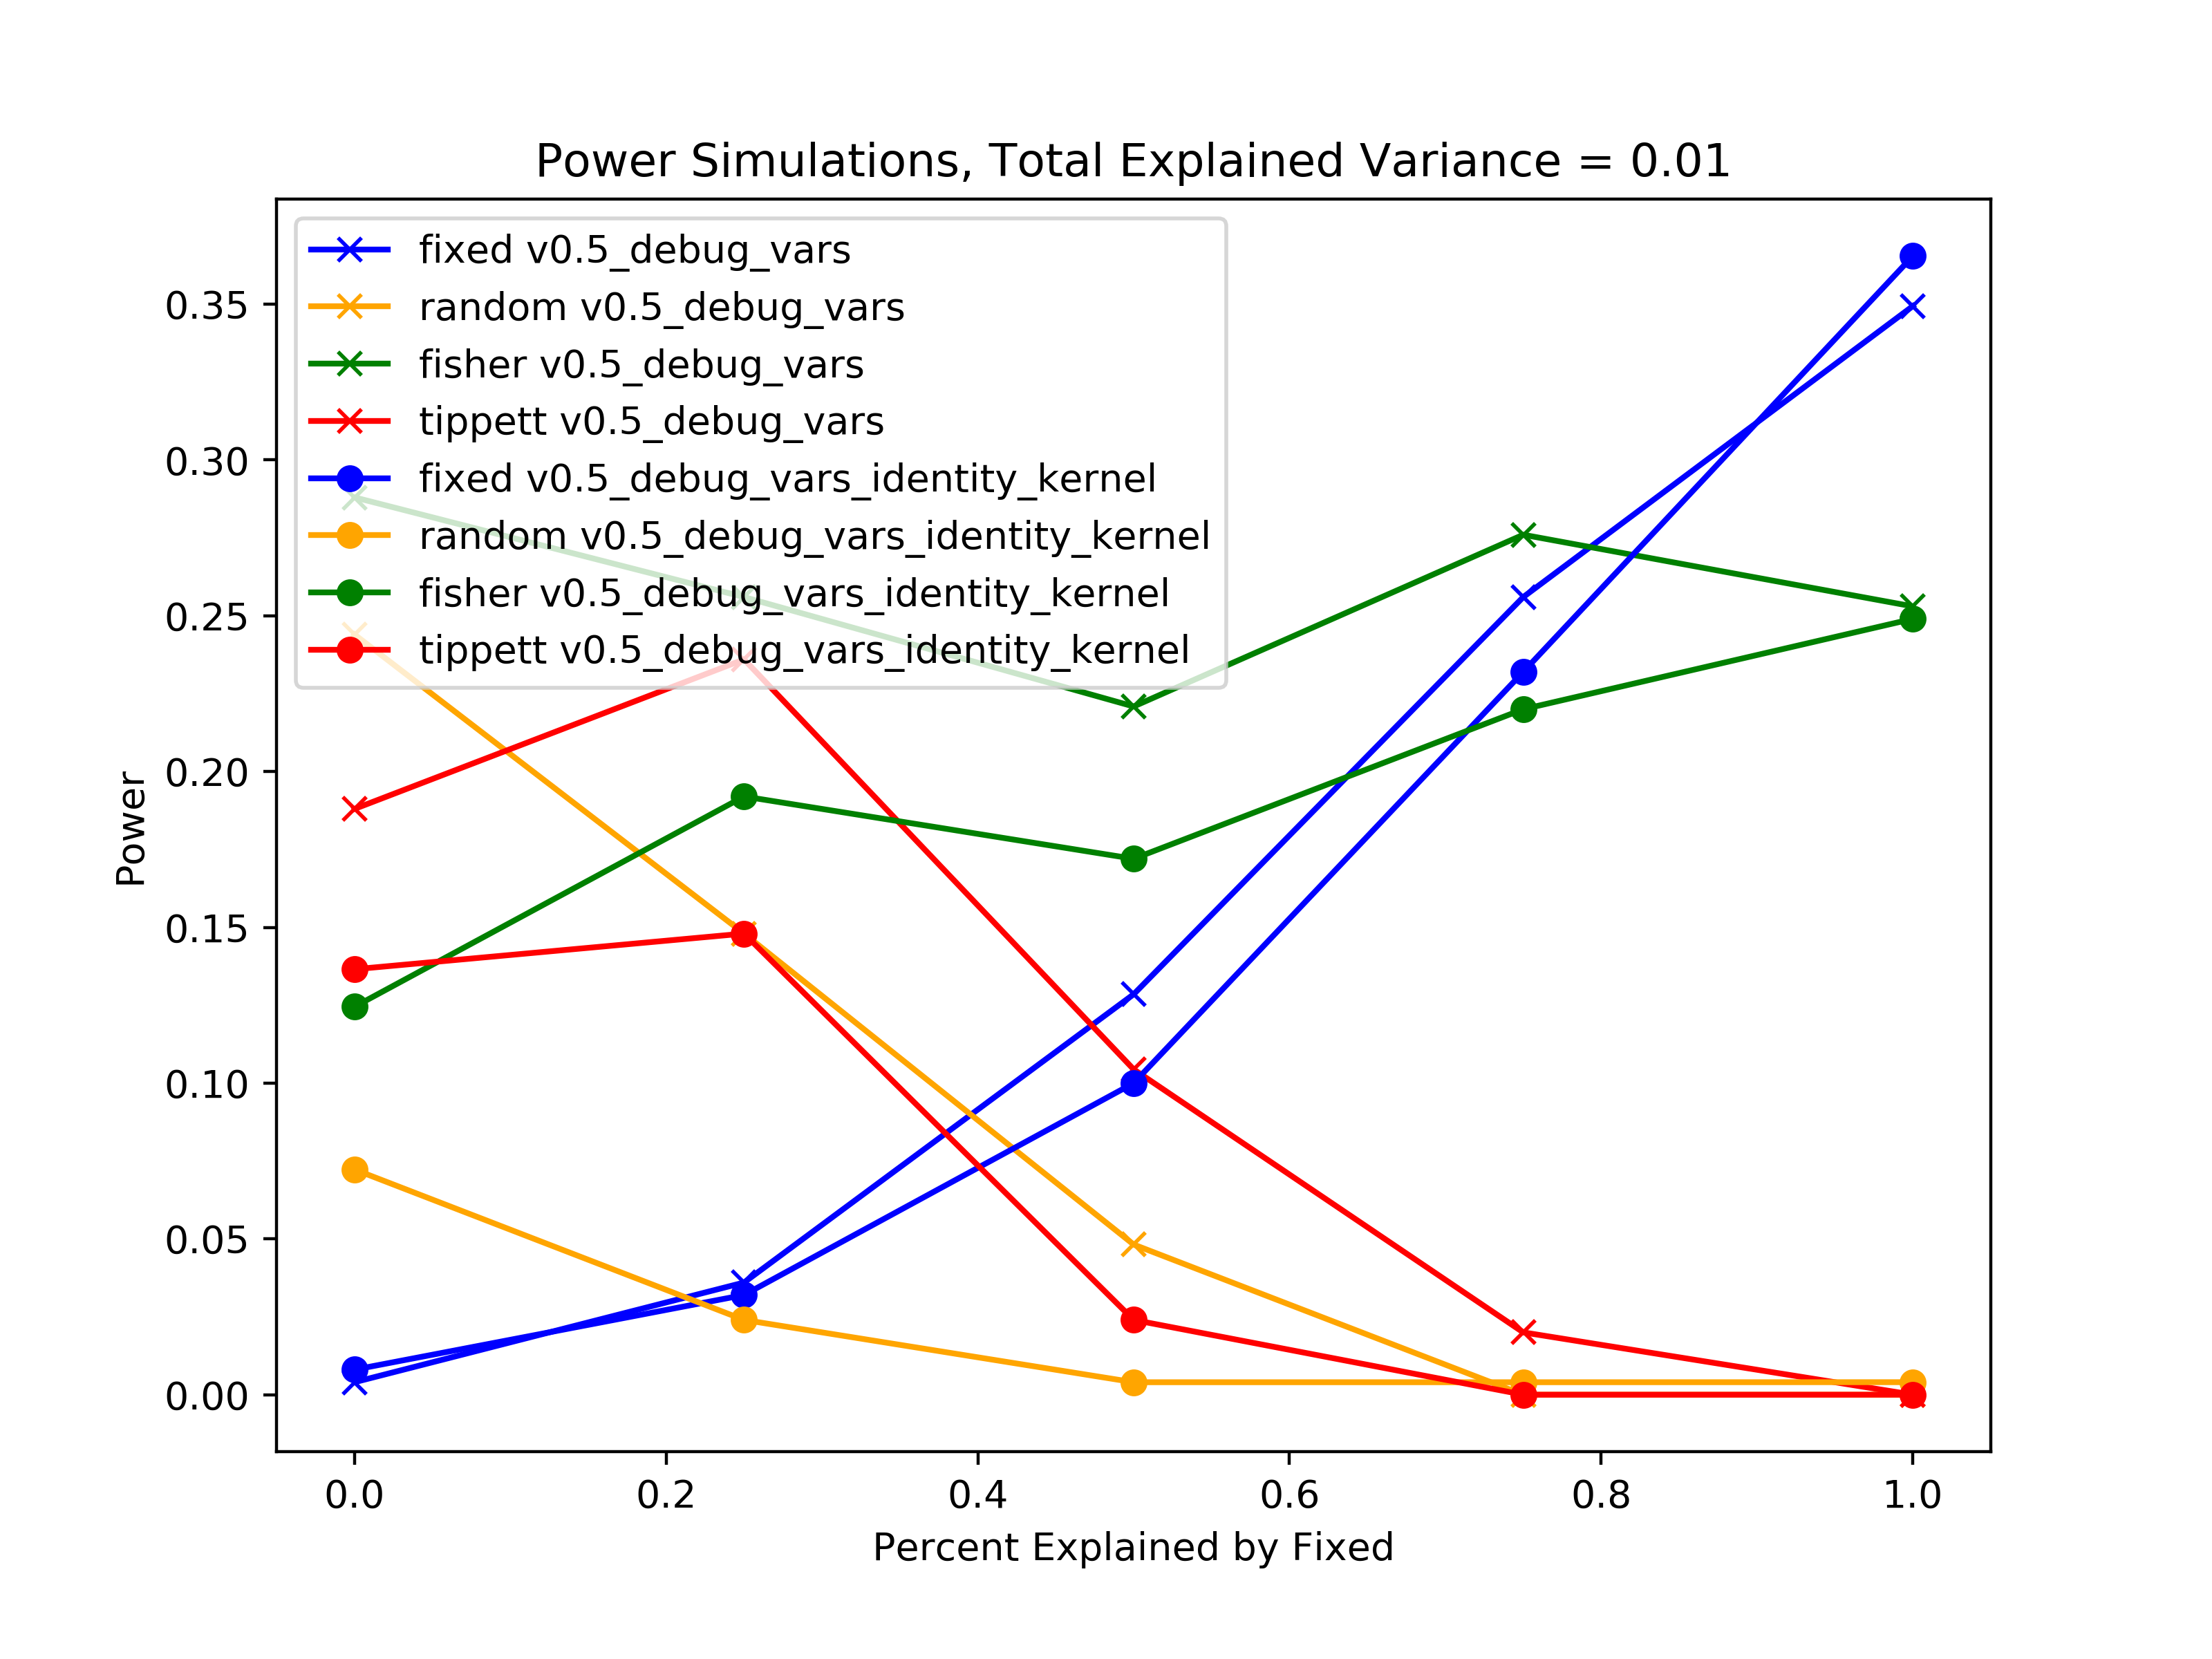 Power Simulations, Total Explained Variance = 0.01
fixed v0.5_debug_vars
random v0.5_debug_vars
fisher v0.5_debug_vars
tippett v0.5_debug_vars
fixed v0.5_debug_vars_identity_kernel
random v0.5_debug_vars_identity_kernel
fisher v0.5_debug_vars_identity_kernel
tippett v0.5_debug_vars_identity_kernel
0.35
0.30
0.25
0.20
0.15
0.10
0.05
0.00
Power
0.0 0.2 0.4 0.6 0.8 1.0
Percent Explained by Fixed